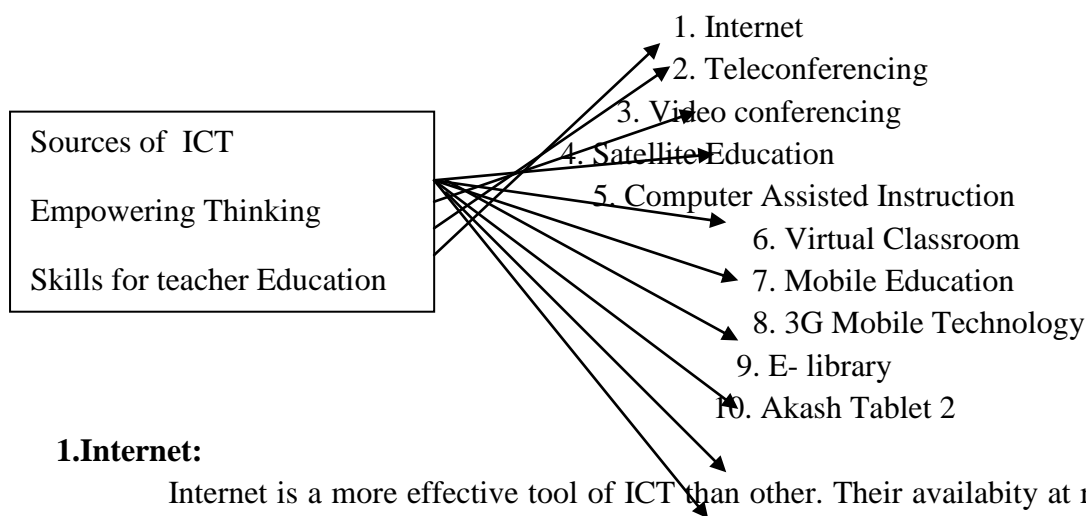 1. Internet
2. Teleconferencing
3. Video conferencing
4. Satellite Education
5. Computer Assisted Instruction
6. Virtual Classroom
7. Mobile Education
8. 3G Mobile Technology
9. E- library
10. Akash Tablet 2
Sources of ICT
Empowering Thinking
Skills for teacher Education
1.Internet:
Internet is a more effective tool of ICT than other. Their availabity at